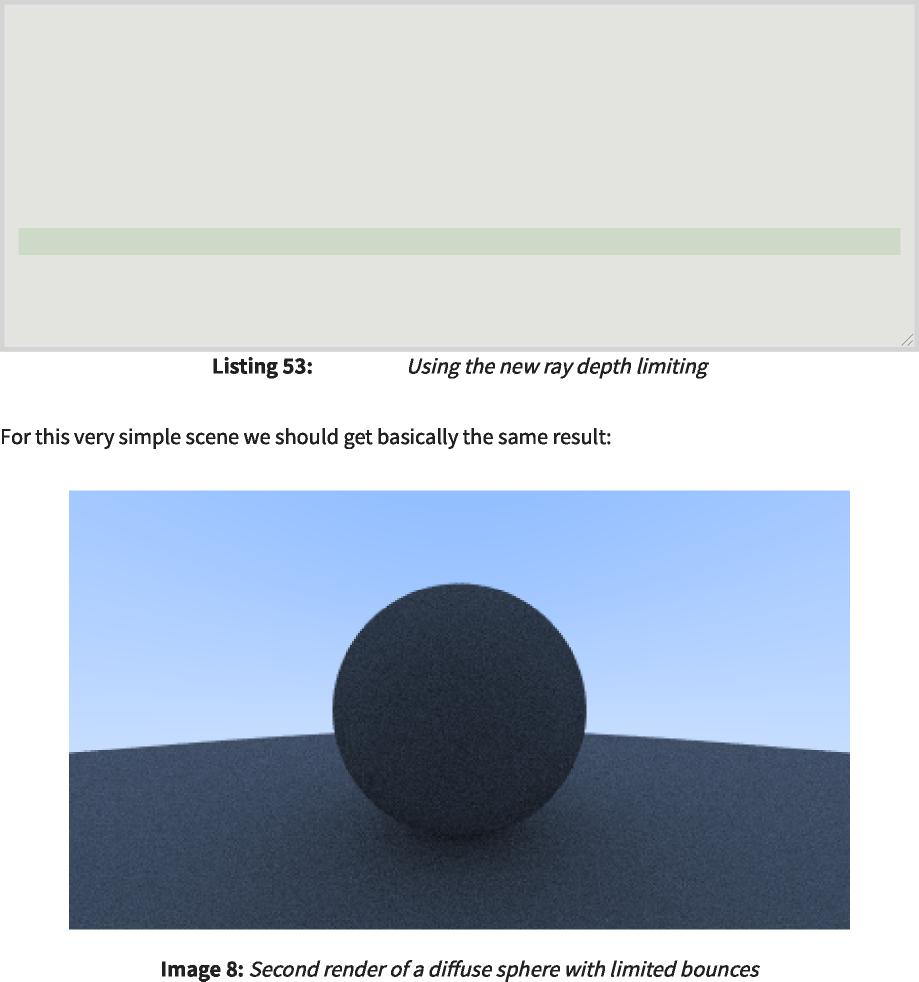 Listing 53: Using the new ray depth limiting
For this very simple scene we should get basically the same result:
Image 8: Second render of a diffuse sphere with limited bounces